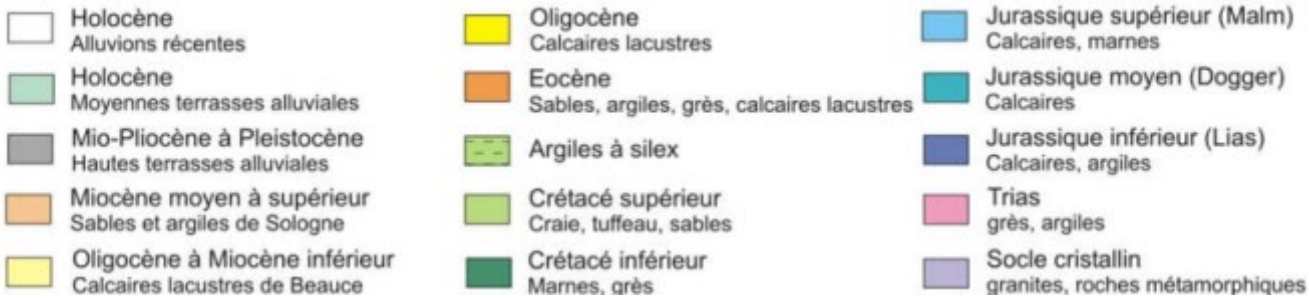 Holocène
Alluvions récentes
Holocène
Moyennes terrasses alluviales
Mio-Pliocène à Pleistocène
Hautes terrasses alluviales
Miocène moyen à supérieur
Sables et argiles de Sologne
Oligocène à Miocène inférieur
Calcaires lacustres de Beauce
Oligocène
Calcaires lacustres
Eocène
Sables, argiles, grès, calcaires lacustres
Argiles à silex
Crétacé supérieur
Craie, tuffeau, sables
Crétacé inférieur
Marnes, grès
Jurassique supérieur (Malm)
Calcaires, marnes
Jurassique moyen (Dogger)
Calcaires
Jurassique inférieur (Lias)
Calcaires, argiles
Trias
grès, argiles
Socle cristallin
granites, roches métamorphiques